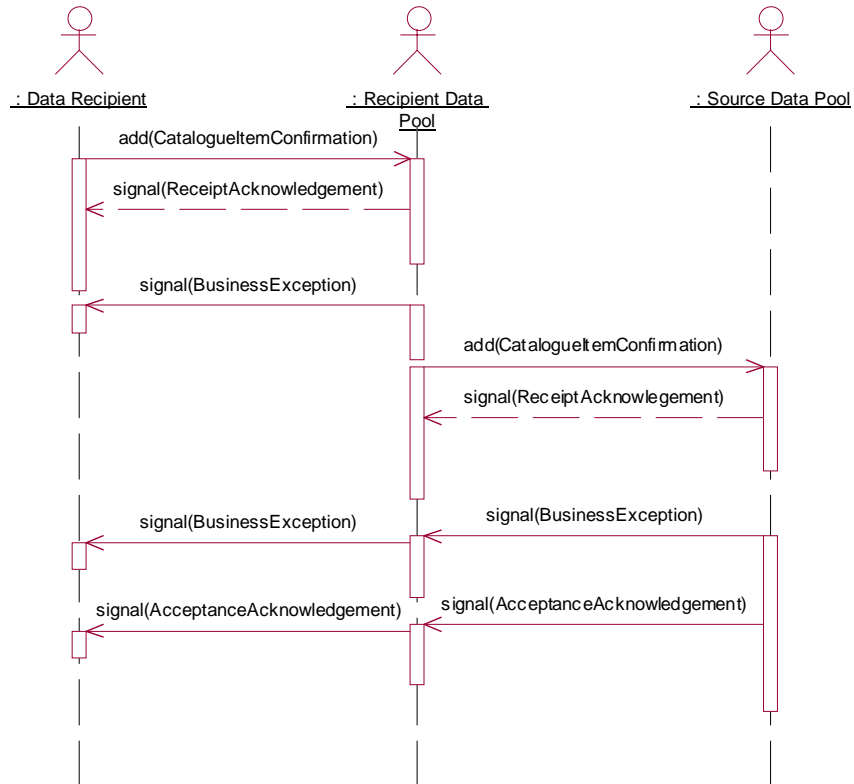 : Data Recipient
: Recipient Data
Pool
: Source Data Pool
add(CatalogueItemConfirmation)
signal(ReceiptAcknowledgement)
signal(BusinessException)
add(CatalogueItemConfirmation)
signal(ReceiptAcknowlegement)
signal(BusinessException)
signal(BusinessException)
signal(AcceptanceAcknowledgement)
signal(AcceptanceAcknowledgement)